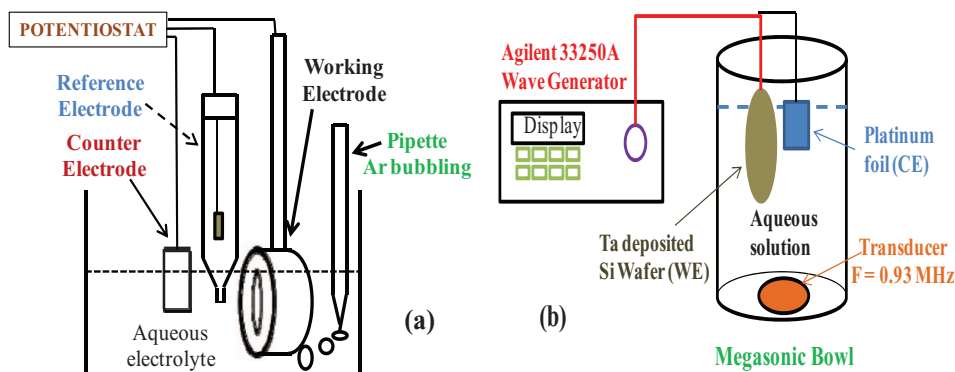 POTENTIOSTAT
Reference
Electrode
Counter
Electrode
Working
Electrode
Pipette
Ar bubbling
Aqueous
electrolyte
(a)
Agilent 33250A
Wave Generator
Display
Platinum
foil (CE)
Aqueous
solution
Ta deposited
Si Wafer (WE)
Transducer
F= 0.93 MHz
(b)
Megasonic Bowl